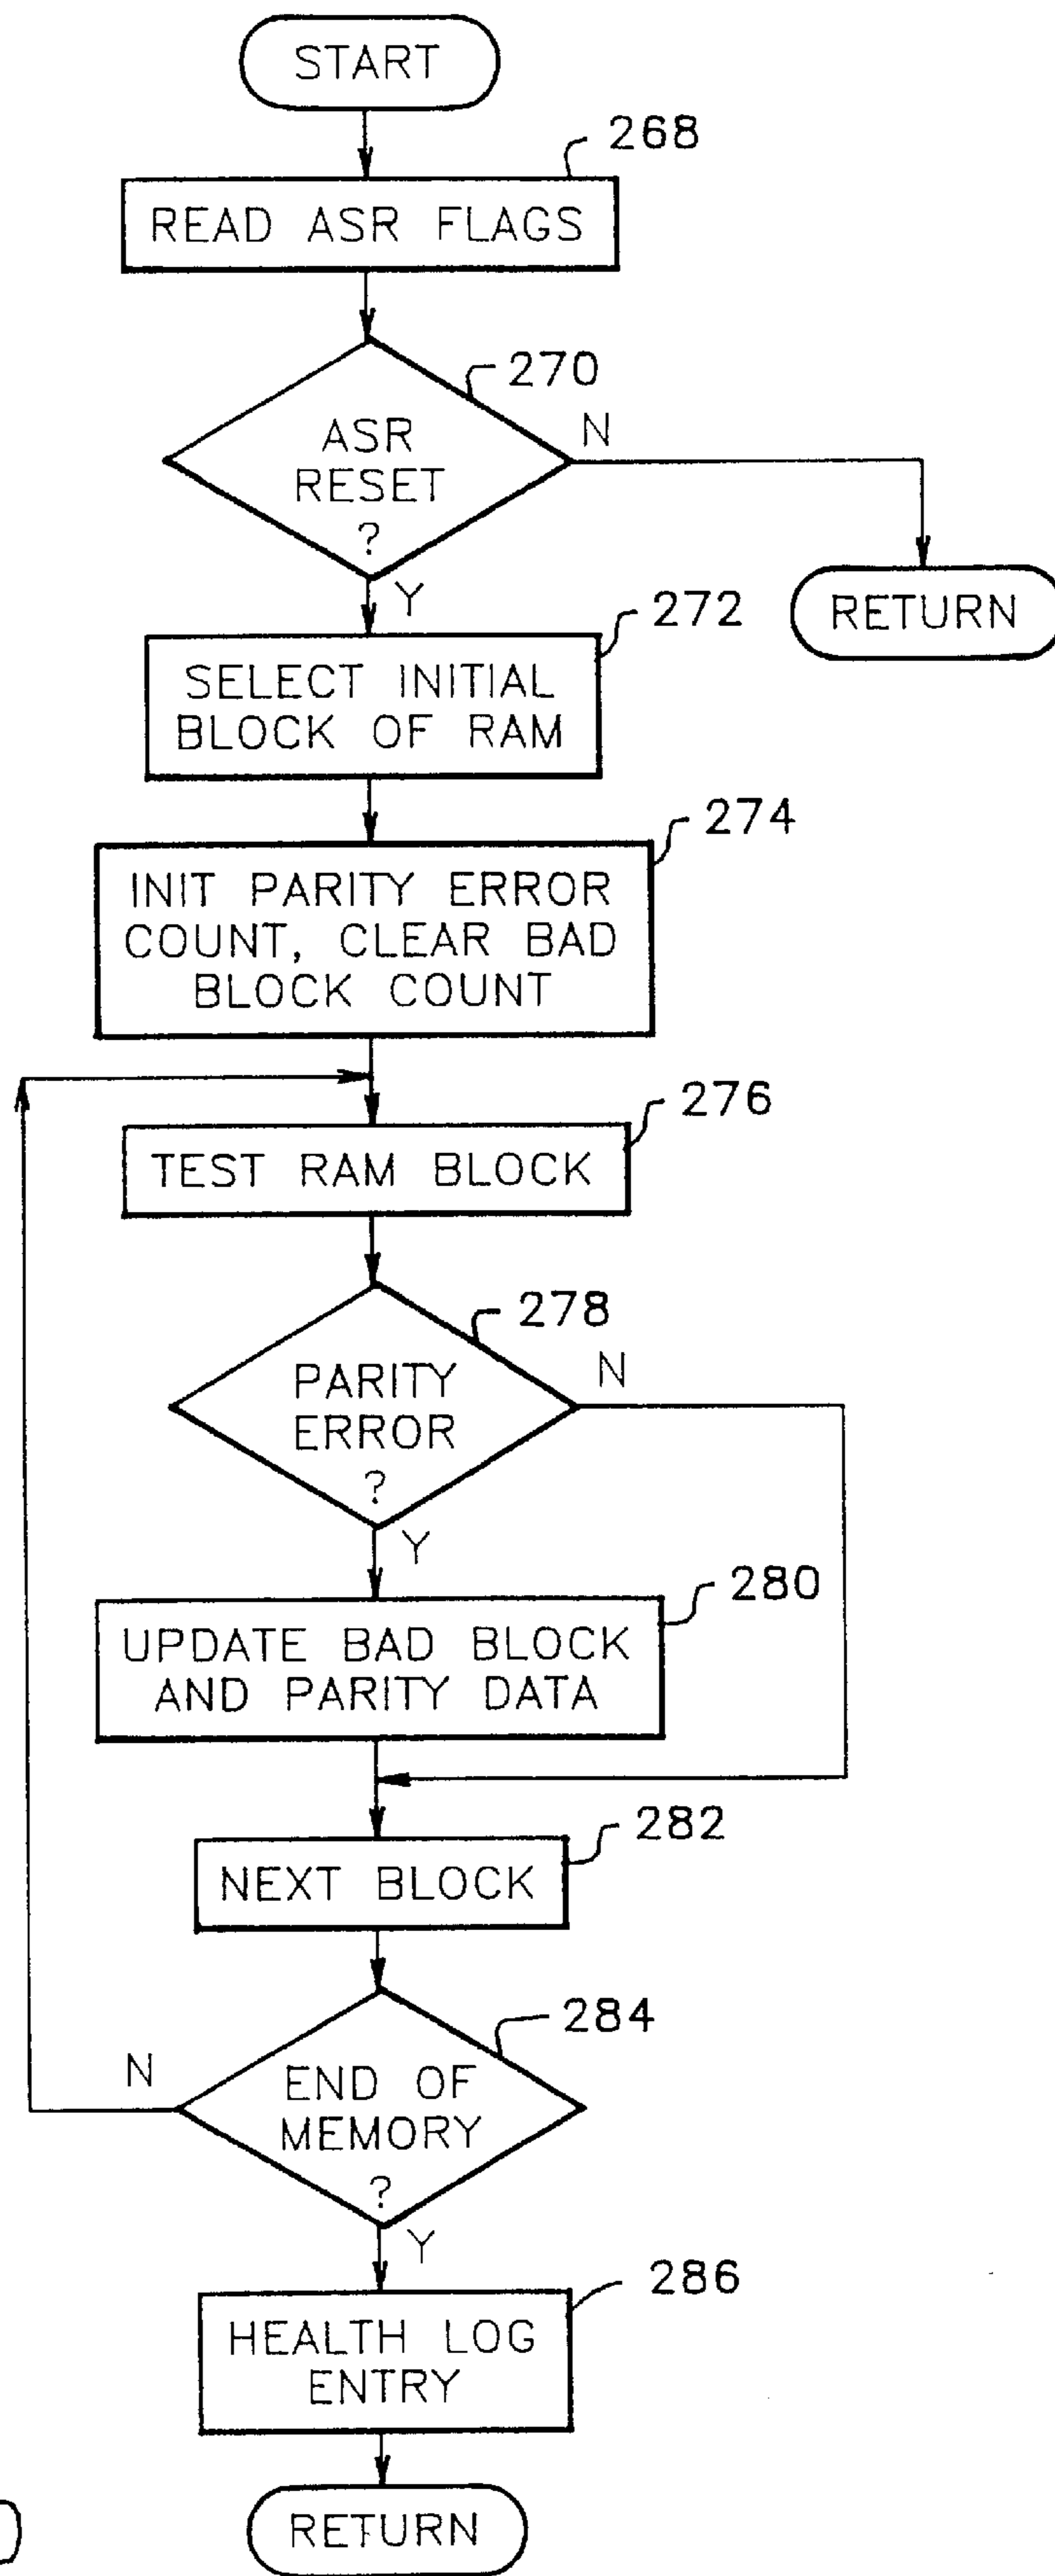 START
268
READ ASR FLAGS
270
ASR
RESET
?
N
Y
RETURN
272
SELECT INITIAL
BLOCK OF RAM
274
INIT PARITY ERROR
COUNT, CLEAR BAD
BLOCK COUNT
276
TEST RAM BLOCK
278
PARITY
ERROR
?
N
Y
280
UPDATE BAD BLOCK
AND PARITY DATA
282
NEXT BLOCK
284
END OF
MEMORY
?
N
Y
286
HEALTH LOG
ENTRY
RETURN